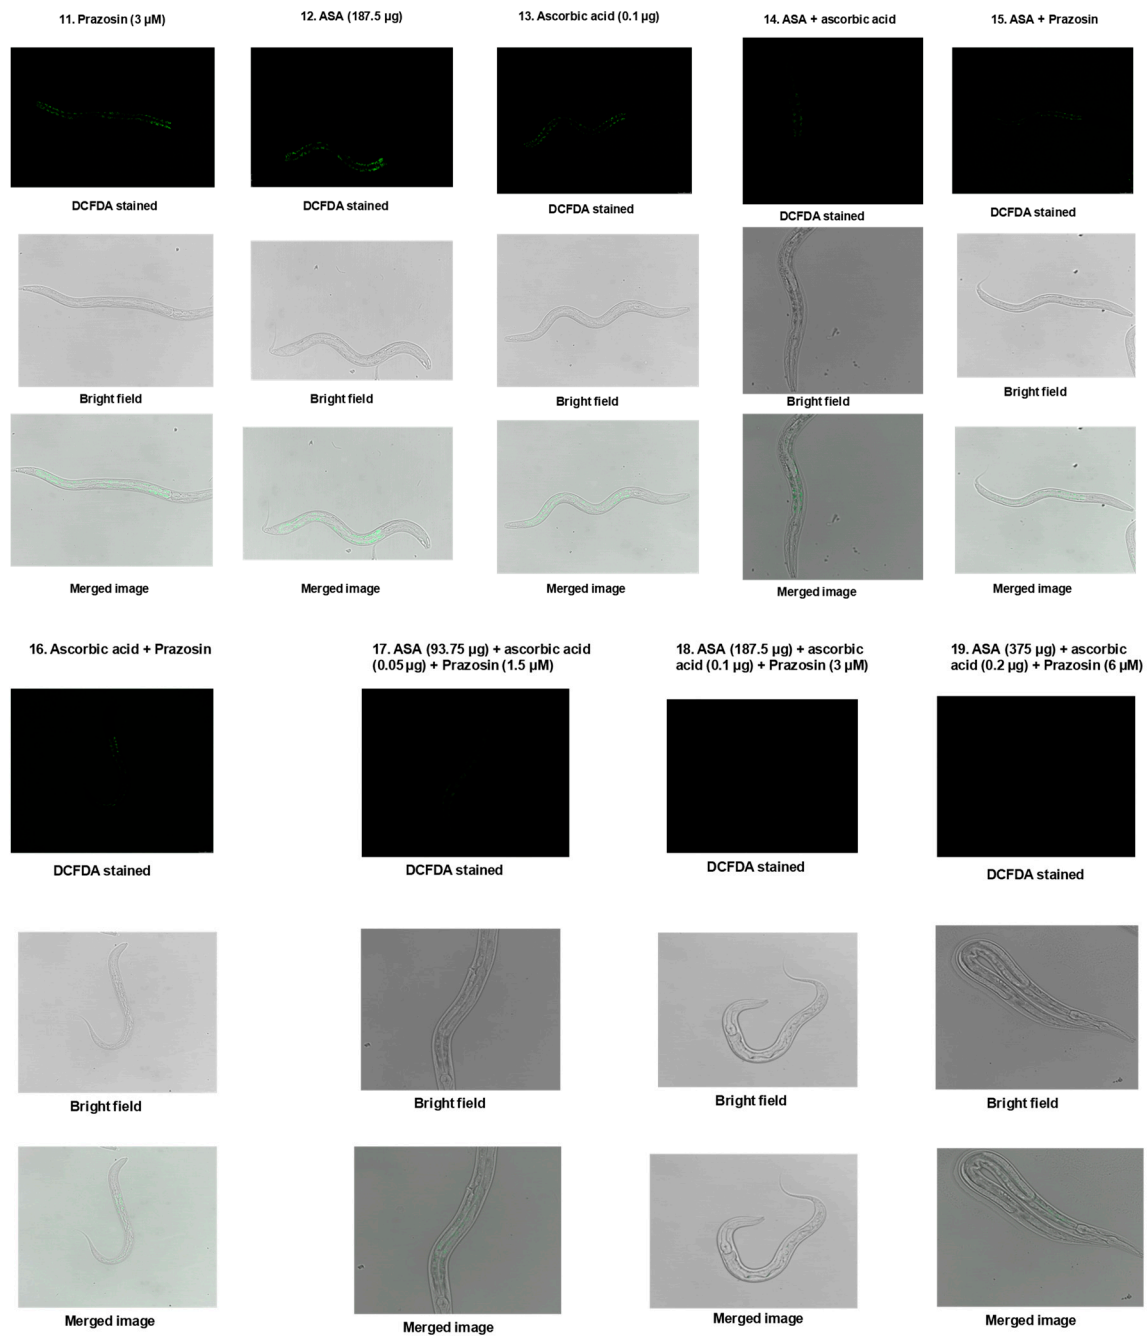 11. Prazosin (3 µM)
12. ASA (187.5 µg)
13. Ascorbic acid (0.1 µg)
14. ASA + ascorbic acid
15. ASA + Prazosin
DCFDA stained
DCFDA stained
DCFDA stained
DCFDA stained
DCFDA stained
Bright field
Bright field
Bright field
Bright field
Bright field
Merged image
Merged image
Merged image
Merged image
Merged image
16. Ascorbic acid + Prazosin
17. ASA (93.75 µg) + ascorbic acid
(0.05 µg) + Prazosin (1.5 µM)
18. ASA (187.5 µg) + ascorbic
acid (0.1 µg) + Prazosin (3 µM)
19. ASA (375 µg) + ascorbic
acid (0.2 µg) + Prazosin (6 µM)
DCFDA stained
DCFDA stained
DCFDA stained
DCFDA stained
Bright field
Bright field
Bright field
Bright field
Merged image
Merged image
Merged image
Merged image